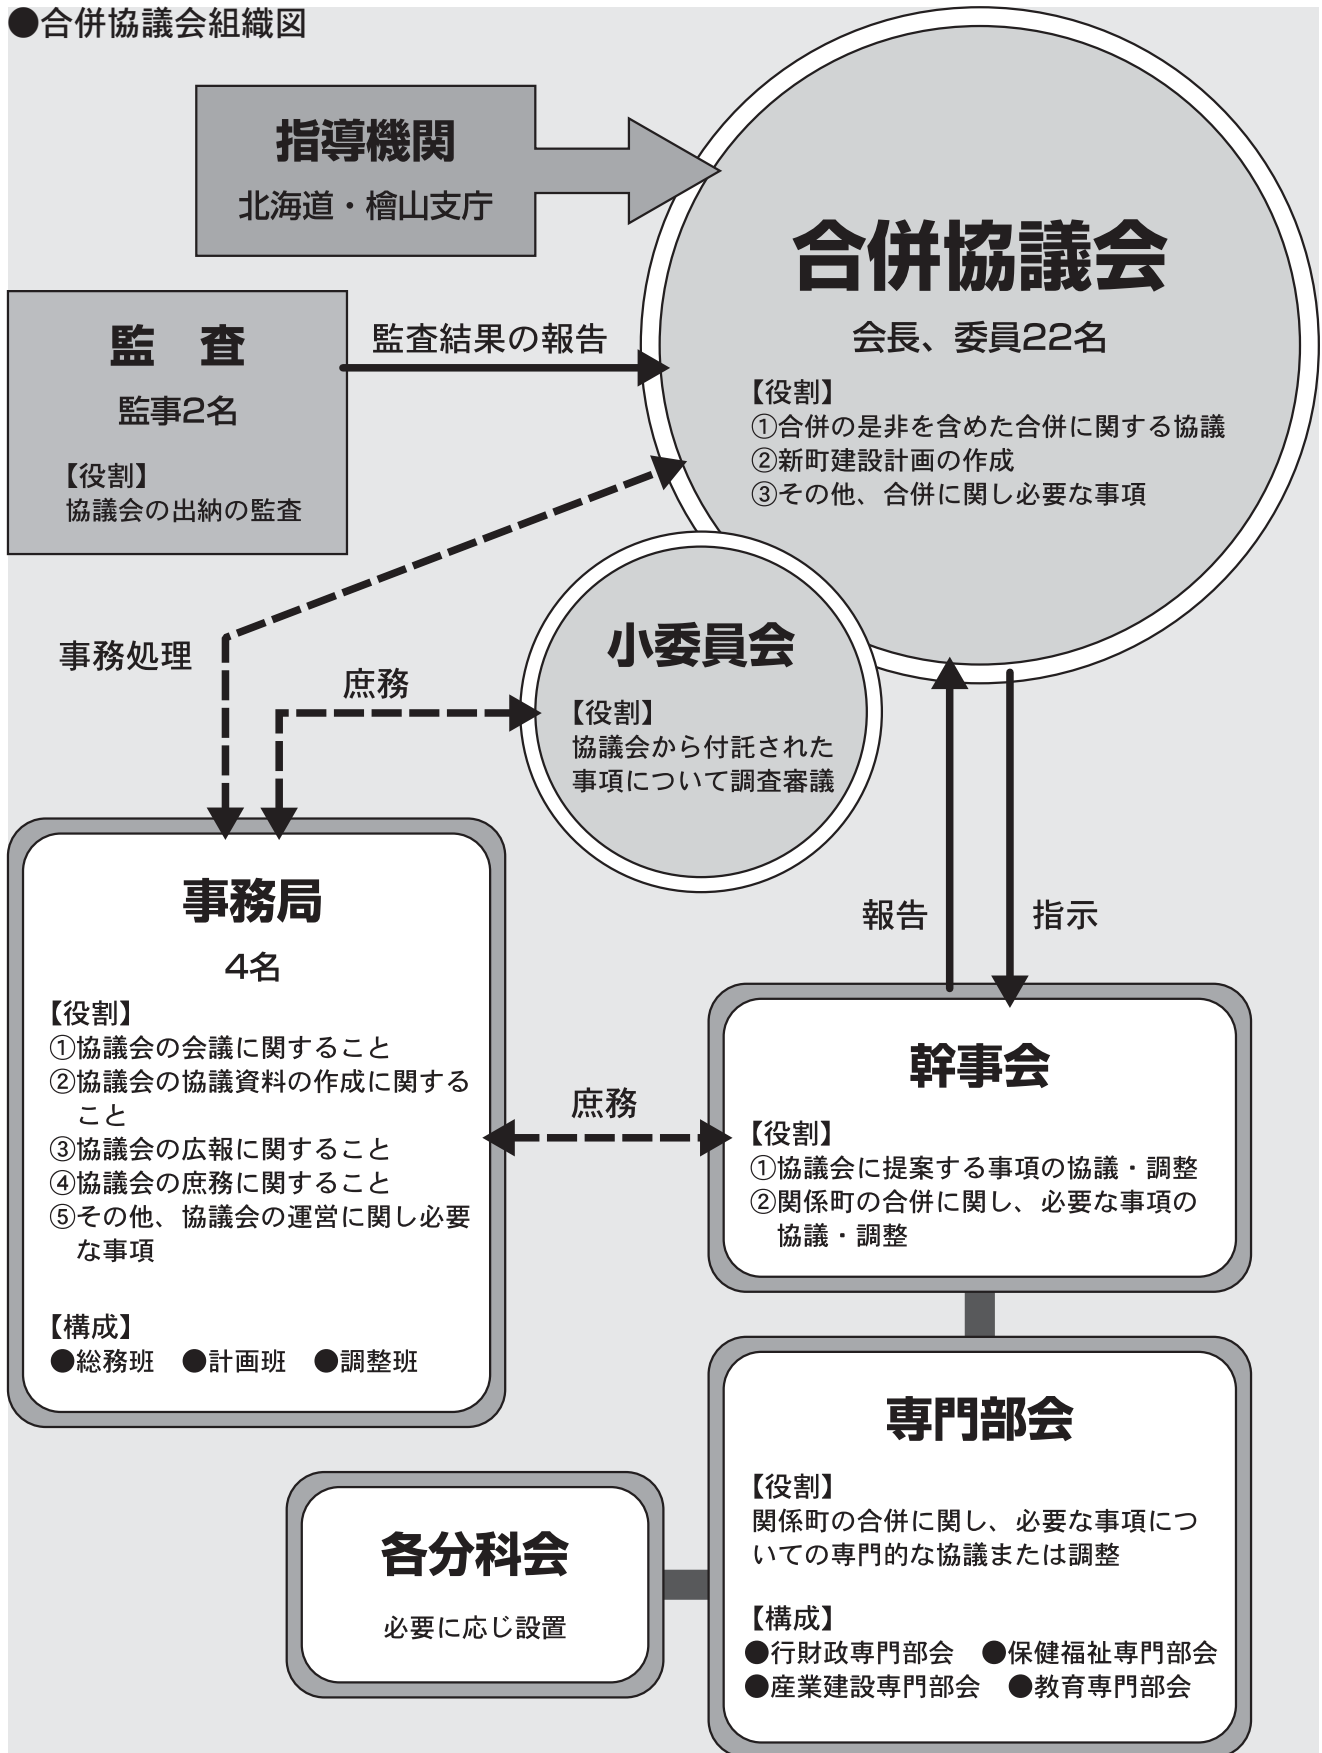 ●合併協議会組織図
指導機関
北海道・檜山支庁
合併協議会
会長、委員22名
【役割】
①合併の是非を含めた合併に関する協議
②新町建設計画の作成
③その他、合併に関し必要な事項
監　査
監事2名
【役割】
協議会の出納の監査
監査結果の報告
事務処理
庶務
小委員会
【役割】
協議会から付託された
事項について調査審議
報告
指示
事務局
4名
【役割】
①協議会の会議に関すること
②協議会の協議資料の作成に関する
こと
③協議会の広報に関すること
④協議会の庶務に関すること
⑤その他、協議会の運営に関し必要
な事項
【構成】
●総務班　●計画班　●調整班
庶務
幹事会
【役割】
①協議会に提案する事項の協議・調整
②関係町の合併に関し、必要な事項の
協議・調整
専門部会
【役割】
関係町の合併に関し、必要な事項につ
いての専門的な協議または調整
【構成】
●行財政専門部会　●保健福祉専門部会
●産業建設専門部会　●教育専門部会
各分科会
必要に応じ設置